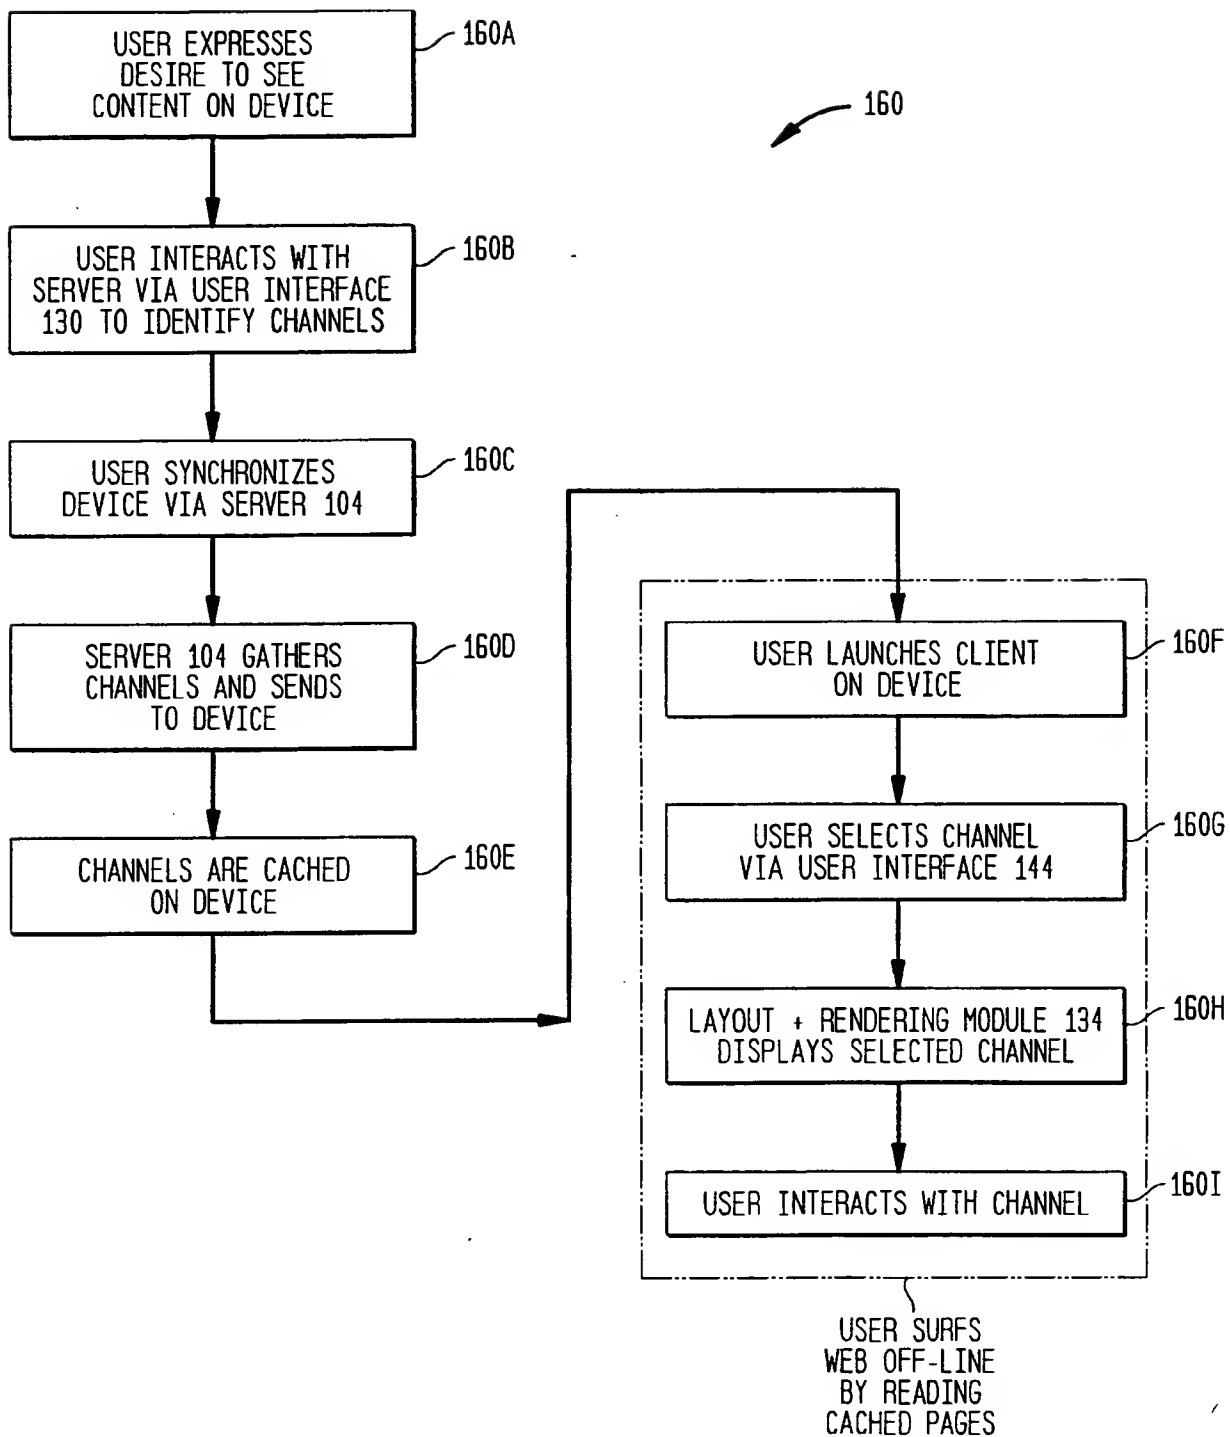 USER EXPRESSES
DESIRE TO SEE
CONTENT ON DEVICE
160A
160
USER INTERACTS WITH
SERVER VIA USER INTERFACE
130 TO IDENTIFY CHANNELS
160B
USER SYNCHRONIZES
DEVICE VIA SERVER 104
160C
SERVER 104 GATHERS
CHANNELS AND SENDS
TO DEVICE
160D
CHANNELS ARE CACHED
ON DEVICE
160E
USER LAUNCHES CLIENT
ON DEVICE
160F
USER SELECTS CHANNEL
VIA USER INTERFACE 144
160G
LAYOUT + RENDERING MODULE 134
DISPLAYS SELECTED CHANNEL
160H
USER INTERACTS WITH CHANNEL
160I
USER SURFS
WEB OFF-LINE
BY READING
CACHED PAGES